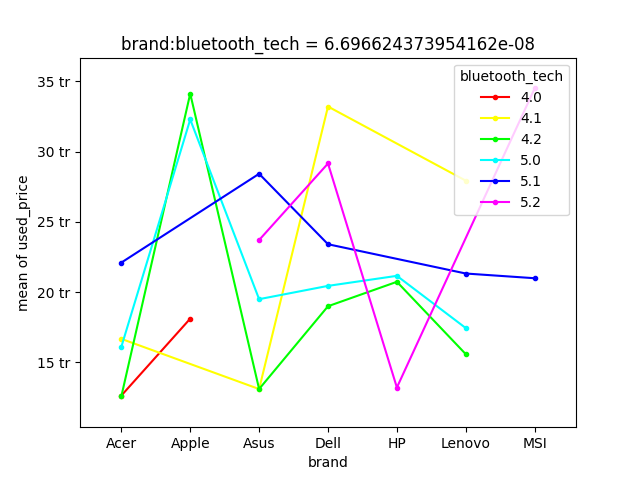 brand:bluetooth_tech = 6.696624373954162e-08
mean of used_price
35 tr
30 tr
25 tr
20 tr
15 tr
bluetooth_tech
4.0
4.1
4.2
5.0
5.1
5.2
Acer Apple Asus Dell HP Lenovo MSI
brand